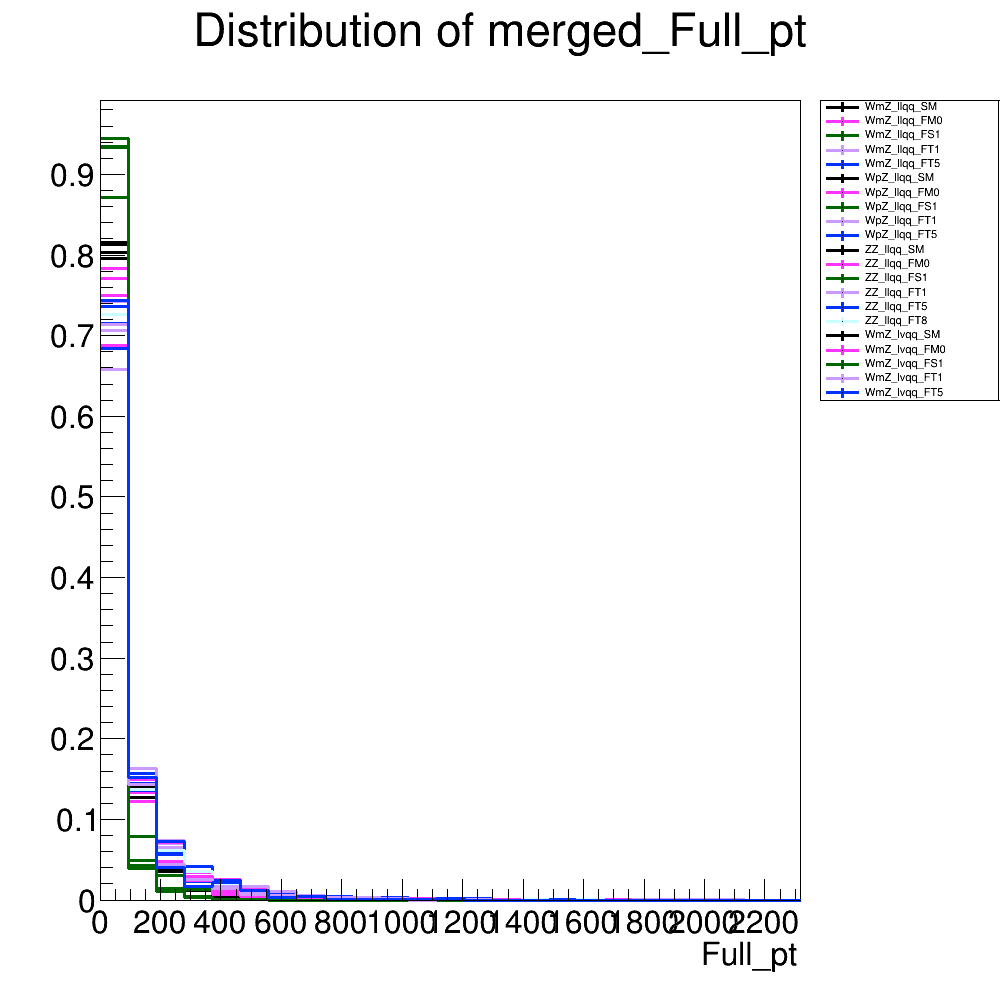 Distribution of merged_Full_pt
WmZ_llqq_SM
WmZ_llqq_FM0
WmZ_llqq_FS1
WmZ_llqq_FT1
WmZ_llqq_FT5
WpZ_llqq_SM
WpZ_llqq_FM0
WpZ_llqq_FS1
WpZ_llqq_FT1
WpZ_llqq_FT5
ZZ_llqq_SM
ZZ_llqq_FM0
ZZ_llqq_FS1
ZZ_llqq_FT1
ZZ_llqq_FT5
ZZ_llqq_FT8
WmZ_lvqq_SM
WmZ_lvqq_FM0
WmZ_lvqq_FS1
WmZ_lvqq_FT1
WmZ_lvqq_FT5
0.9
0.8
0.7
0.6
0.5
0.4
0.3
0.2
0.1
0
0 200 400 600 800 1000 1200 1400 1600 1800 2000 2200
Full_pt